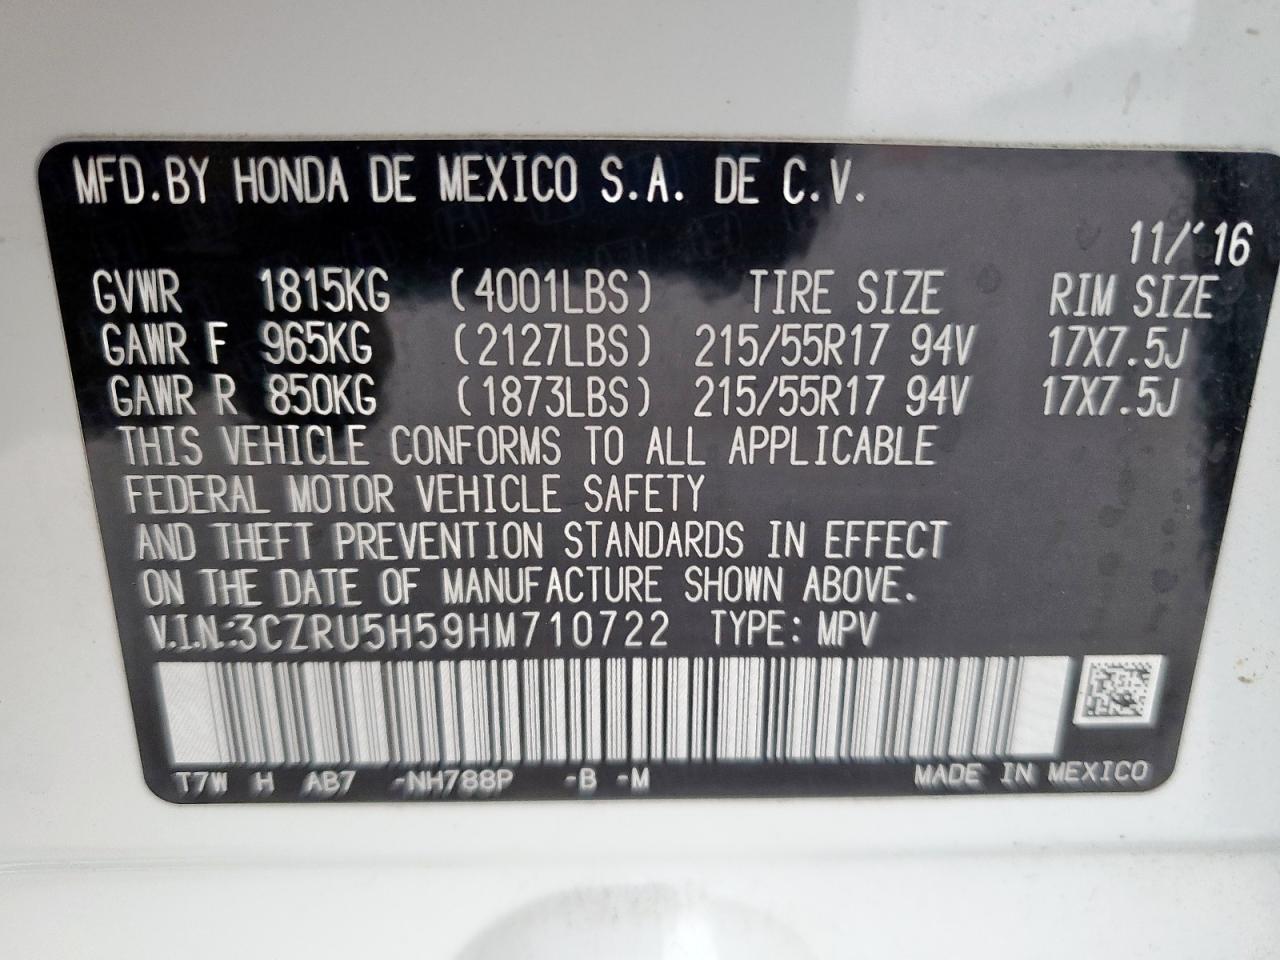 MFD.BY HONDA DE MEXICO S.A. DE C.V.
11/'16
GVWR 1815KG (4001LBS) TIRE SIZE RIM SIZE
GAWR F 965KG (2127LBS) 215/55R17 94V 17X7.5J
GAWR R 850KG (1873LBS) 215/55R17 94V 17X7.5J
THIS VEHICLE CONFORMS TO ALL APPLICABLE
FEDERAL MOTOR VEHICLE SAFETY
AND THEFT PREVENTION STANDARDS IN EFFECT
ON THE DATE OF MANUFACTURE SHOWN ABOVE.
V.I.N.:3CZRU5H59HM710722 TYPE: MPV
T7W H AB7 -NH788P -B -M MADE IN MEXICO